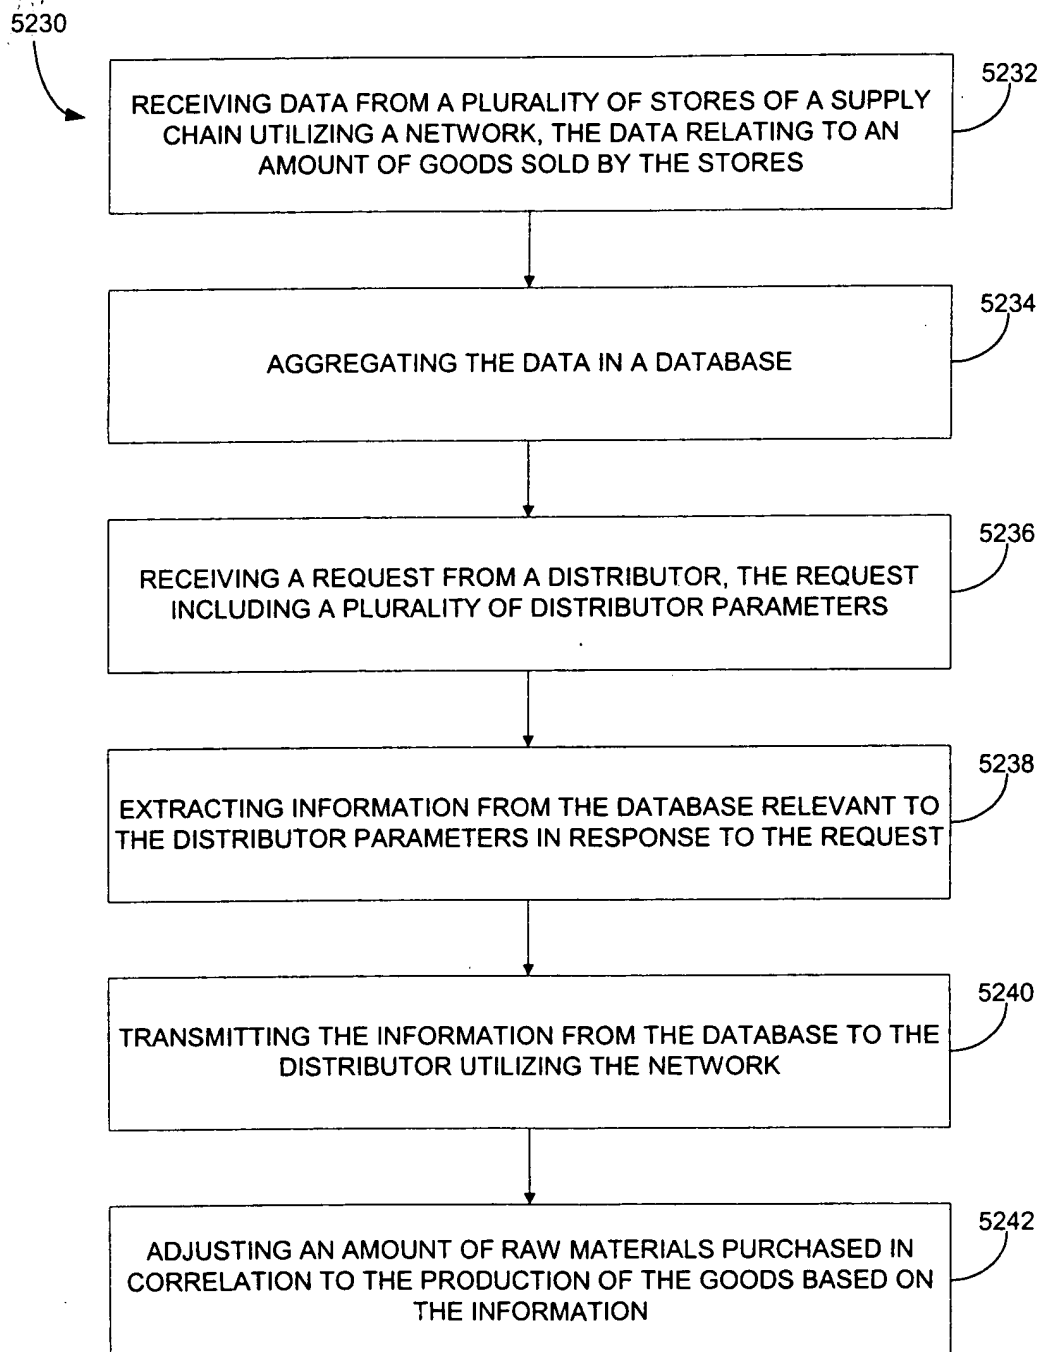 5230
5232
RECEIVING DATA FROM A PLURALITY OF STORES OF A SUPPLY
CHAIN UTILIZING A NETWORK, THE DATA RELATING TO AN
AMOUNT OF GOODS SOLD BY THE STORES
5234
AGGREGATING THE DATA IN A DATABASE
5236
RECEIVING A REQUEST FROM A DISTRIBUTOR, THE REQUEST
INCLUDING A PLURALITY OF DISTRIBUTOR PARAMETERS
5238
EXTRACTING INFORMATION FROM THE DATABASE RELEVANT TO
THE DISTRIBUTOR PARAMETERS IN RESPONSE TO THE REQUEST
5240
TRANSMITTING THE INFORMATION FROM THE DATABASE TO THE
DISTRIBUTOR UTILIZING THE NETWORK
5242
ADJUSTING AN AMOUNT OF RAW MATERIALS PURCHASED IN
CORRELATION TO THE PRODUCTION OF THE GOODS BASED ON
THE INFORMATION